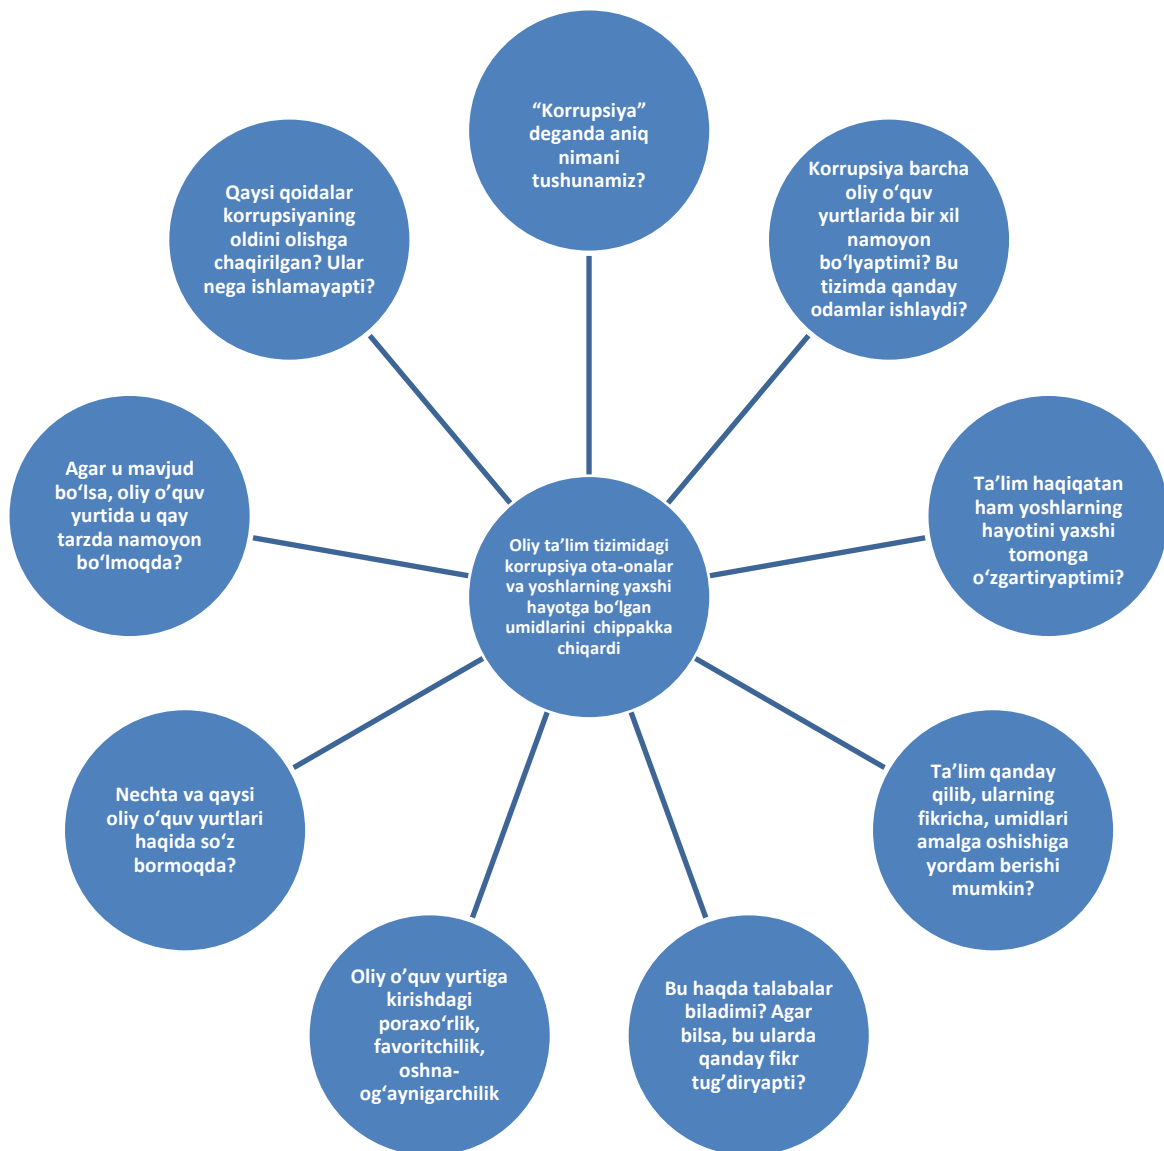 “Korrupsiya”
deganda aniq
nimani
tushunamiz?
Korrupsiya barcha
oliy o‘quv
yurtlarida bir xil
namoyon
bo‘lyaptimi? Bu
tizimda qanday
odamlar ishlaydi?
Ta’lim haqiqatan
ham yoshlarning
hayotini yaxshi
tomonga
o‘zgartiryaptimi?
Ta’lim qanday
qilib, ularning
fikricha, umidlari
amalga oshishiga
yordam berishi
mumkin?
Bu haqda talabalar
biladimi? Agar
bilsa, bu ularda
qanday fikr
tug’diryapti?
Oliy o’quv yurtiga
kirishdagi
poraxo‘rlik,
favoritchilik,
oshna-
og‘aynigarchilik
Nechta va qaysi
oliy o‘quv yurtlari
haqida so‘z
bormoqda?
Agar u mavjud
bo‘lsa, oliy o’quv
yurtida u qay
tarzda namoyon
bo‘lmoqda?
Qaysi qoidalar
korrupsiyaning
oldini olishga
chaqirilgan? Ular
nega ishlamayapti?
Oliy ta’lim tizimidagi
korrupsiya ota-onalar
va yoshlarning yaxshi
hayotga bo‘lgan
umidlarini chippakka
chiqardi